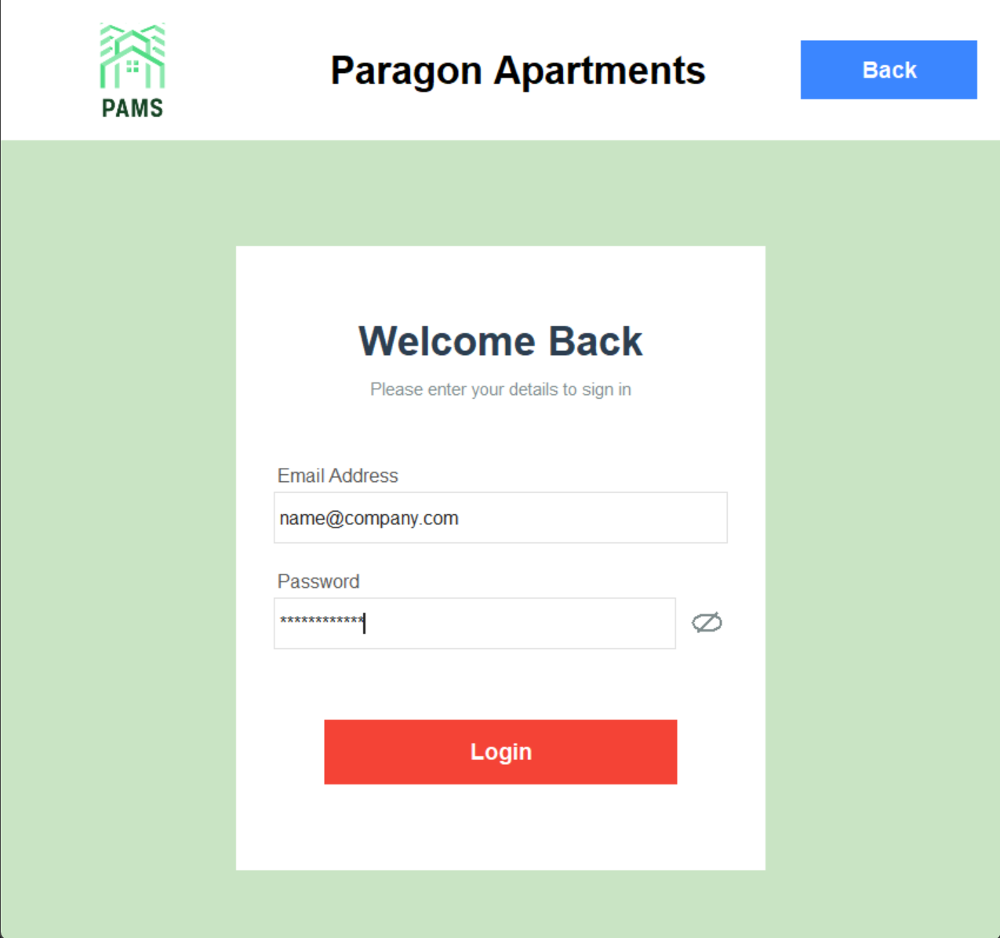 PAMS
Paragon Apartments
Back
Welcome Back
Please enter your details to sign in
Email Address
name@company.com
Password
************
Login